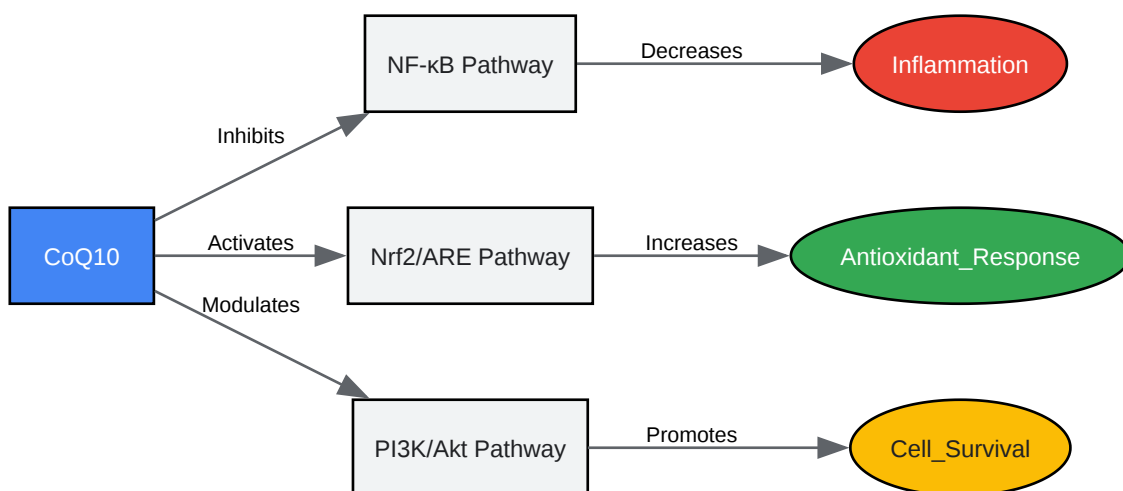 NF-κB Pathway
Decreases
Inflammation
Inhibits
CoQ10
Activates
Nrf2/ARE Pathway
Increases
Antioxidant_Response
Modulates
PI3K/Akt Pathway
Promotes
Cell_Survival